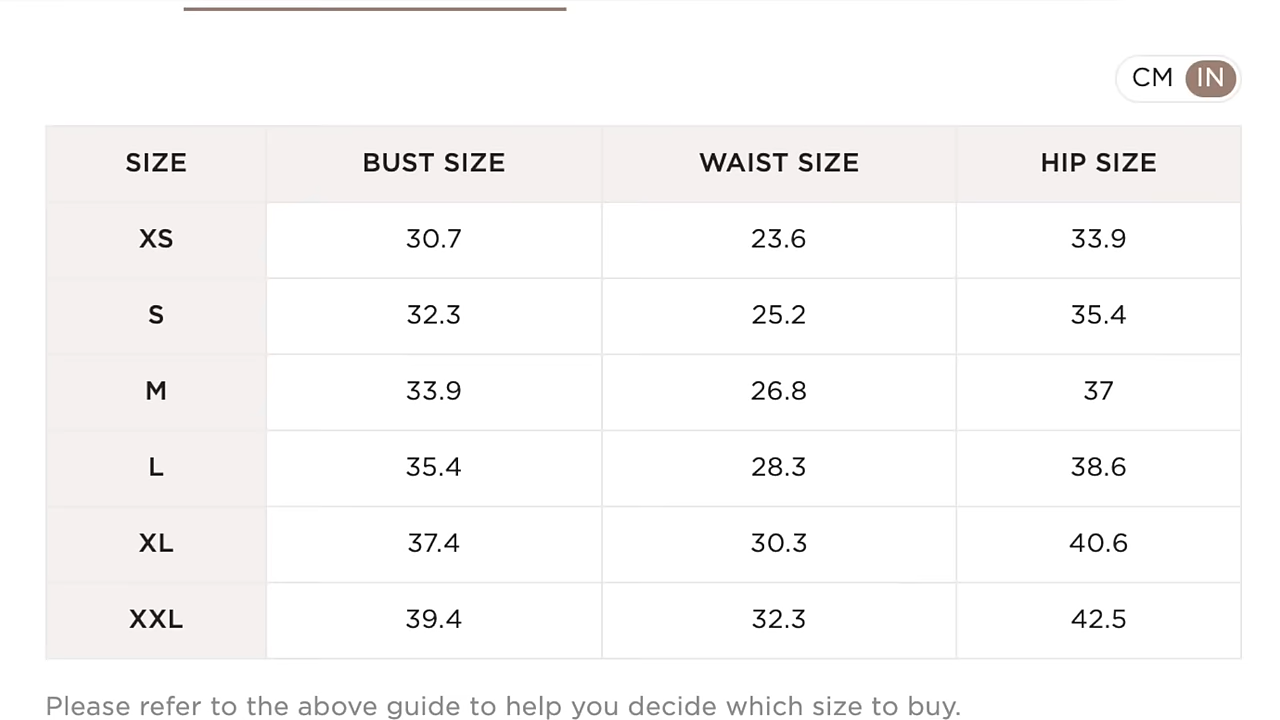 CM IN
SIZE BUST SIZE WAIST SIZE HIP SIZE
XS 30.7 23.6 33.9
S 32.3 25.2 35.4
M 33.9 26.8 37
L 35.4 28.3 38.6
XL 37.4 30.3 40.6
XXL 39.4 32.3 42.5
Please refer to the above guide to help you decide which size to buy.